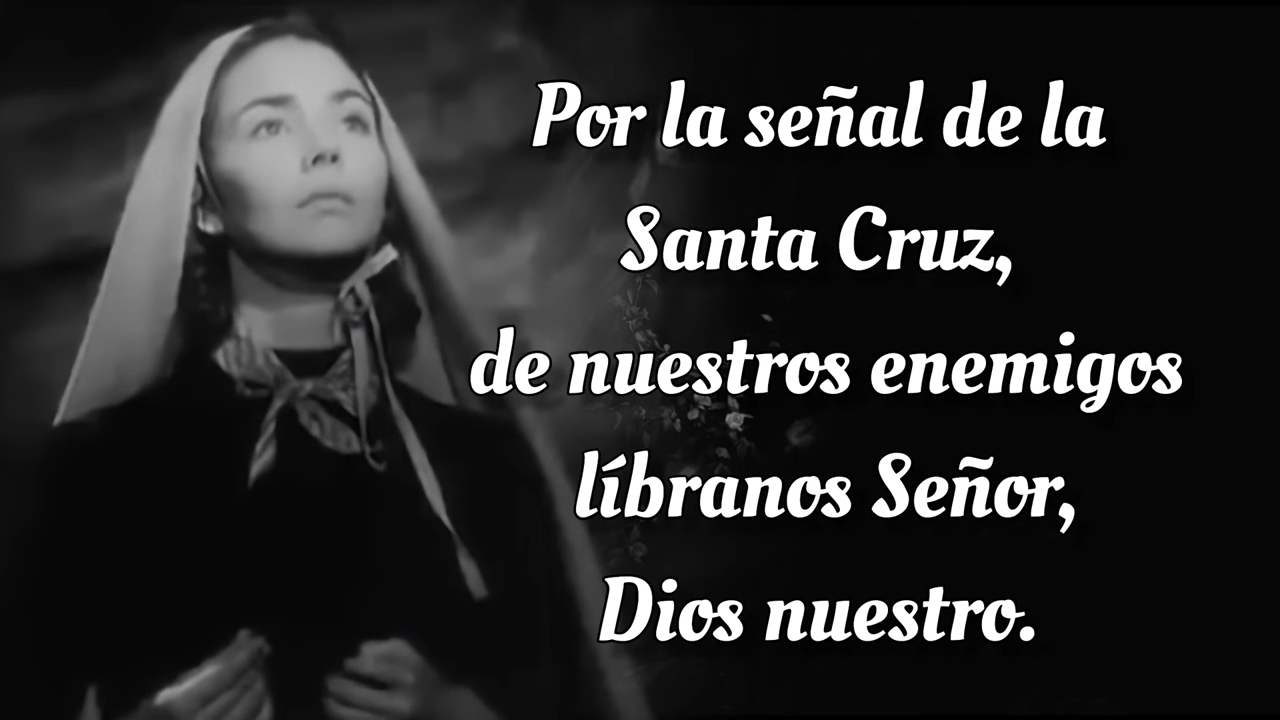 Por la señal de la
Santa Cruz,
de nuestros enemigos
líbranos Señor,
Dios nuestro.